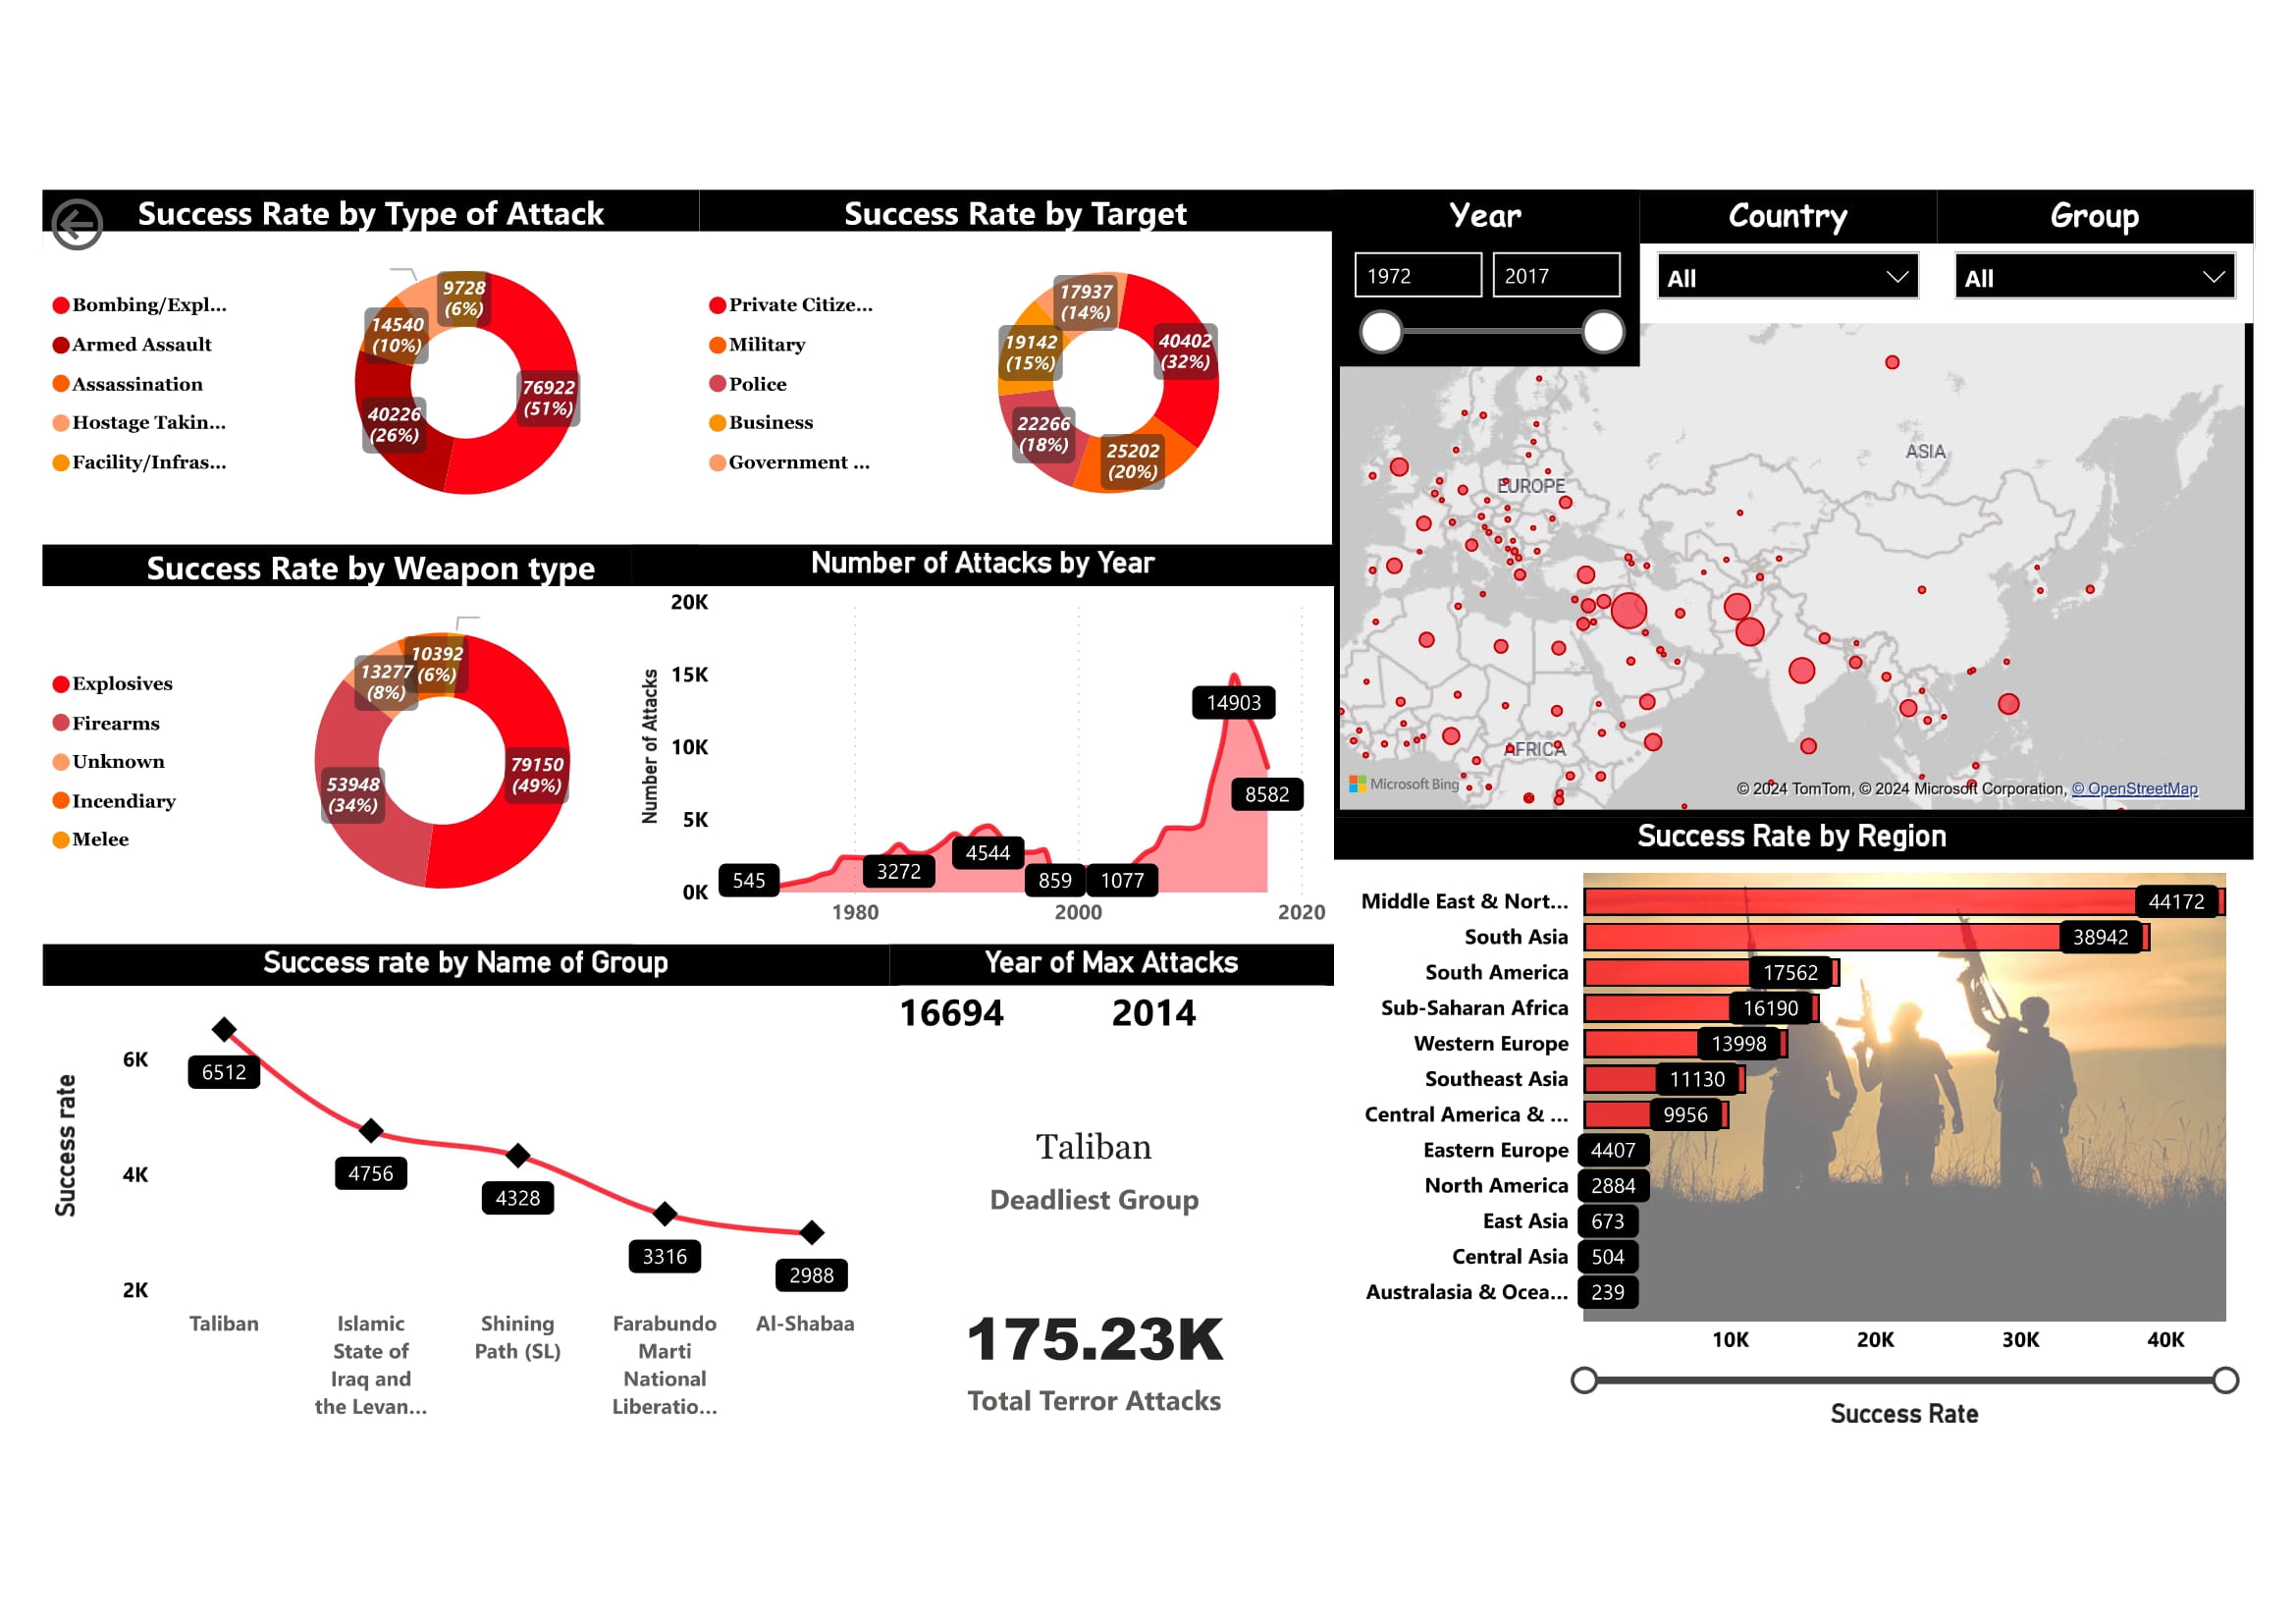 Success Rate by Type of Attack
Bombing/Expl...
Armed Assault
Assassination
Hostage Takin...
Facility/Infras...
9728
(6%)
14540
(10%)
40226
(26%)
76922
(51%)
Success Rate by Target
Private Citize...
Military
Police
Business
Government ...
17937
(14%)
19142
(15%)
40402
(32%)
22266
(18%)
25202
(20%)
Year
1972
2017
Country
All
Group
All
ASIA
EUROPE
AFRICA
Microsoft Bing
© 2024 TomTom, © 2024 Microsoft Corporation, © OpenStreetMap
Success Rate by Weapon type
Explosives
Firearms
Unknown
Incendiary
Melee
10392
(6%)
13277
(8%)
53948
(34%)
79150
(49%)
Number of Attacks by Year
Number of Attacks
20K
15K
10K
5K
0K
545
3272
4544
859
1077
14903
8582
1980
2000
2020
Success rate by Name of Group
Success rate
6K
4K
2K
6512
4756
4328
3316
2988
Taliban
Islamic
State of
Iraq and
the Levan...
Shining
Path (SL)
Farabundo
Marti
National
Liberatio...
Al-Shabaa
Year of Max Attacks
16694
2014
Taliban
Deadliest Group
175.23K
Total Terror Attacks
Success Rate by Region
Middle East & Nort...
44172
South Asia
38942
South America
17562
Sub-Saharan Africa
16190
Western Europe
13998
Southeast Asia
11130
Central America & ...
9956
Eastern Europe
4407
North America
2884
East Asia
673
Central Asia
504
Australasia & Ocea...
239
10K
20K
30K
40K
Success Rate